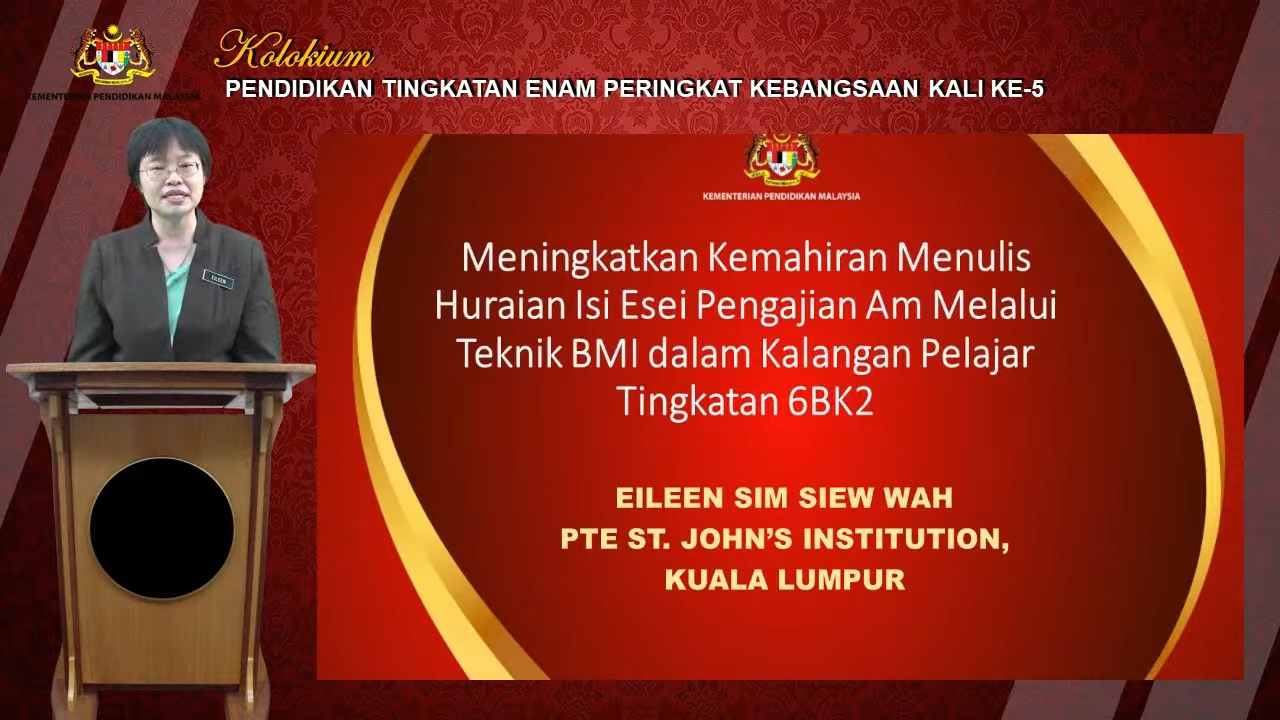 Kolokium
PENDIDIKAN TINGKATAN ENAM PERINGKAT KEBANGSAAN KALI KE-5
KEMENTERIAN PENDIDIKAN MALAYSIA
KEMENTERIAN PENDIDIKAN MALAYSIA
Meningkatkan Kemahiran Menulis
Huraian Isi Esei Pengajian Am Melalui
Teknik BMI dalam Kalangan Pelajar
Tingkatan 6BK2
EILEEN SIM SIEW WAH
PTE ST. JOHN'S INSTITUTION,
KUALA LUMPUR
EILEEN